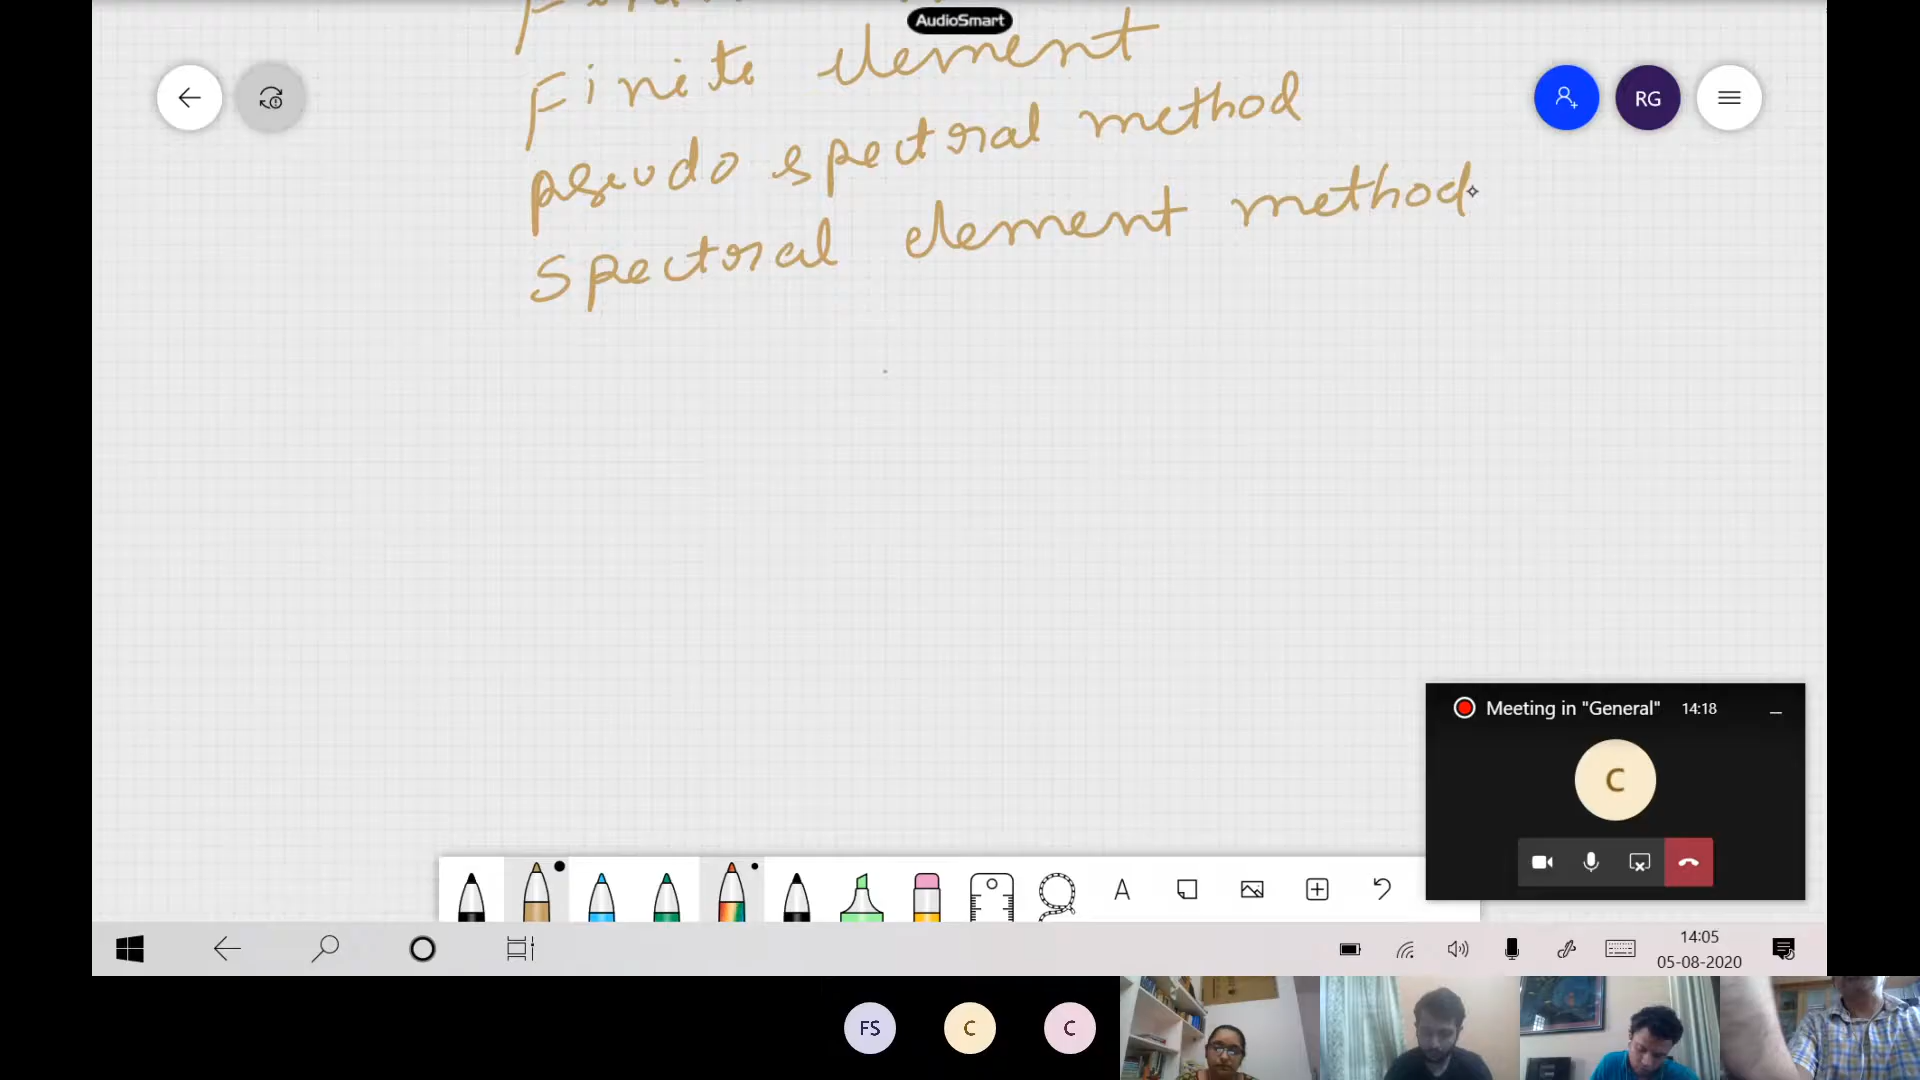 AudioSmart
Finite element
pseudo spectral method
spectral element method
RG
Meeting in "General" 14:18
C
A
14:05
05-08-2020
FS
C
C